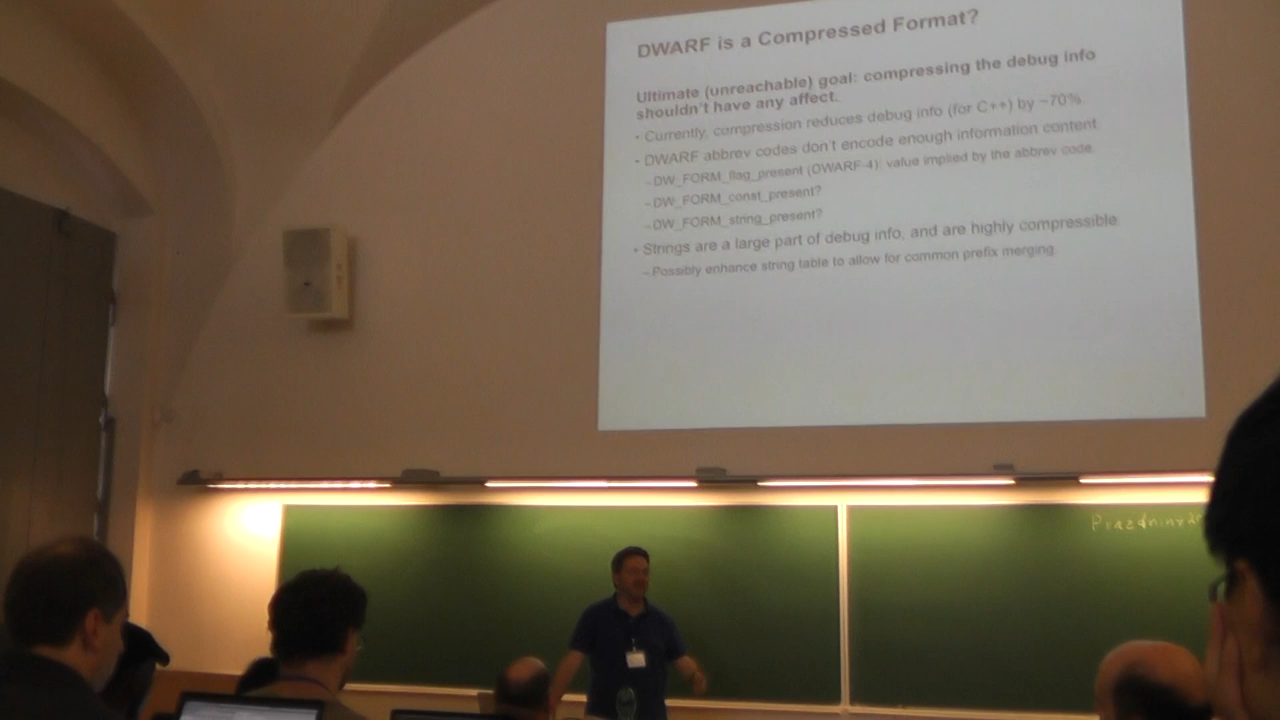 DWARF is a Compressed Format?
Ultimate (unreachable) goal: compressing the debug info
shouldn't have any affect.
• Currently, compression reduces debug info (for C++) by ~70%.
• DWARF abbrev codes don't encode enough information content.
– DW_FORM_flag_present (DWARF-4): value implied by the abbrev code.
– DW_FORM_const_present?
– DW_FORM_string_present?
• Strings are a large part of debug info, and are highly compressible.
– Possibly enhance string table to allow for common prefix merging.